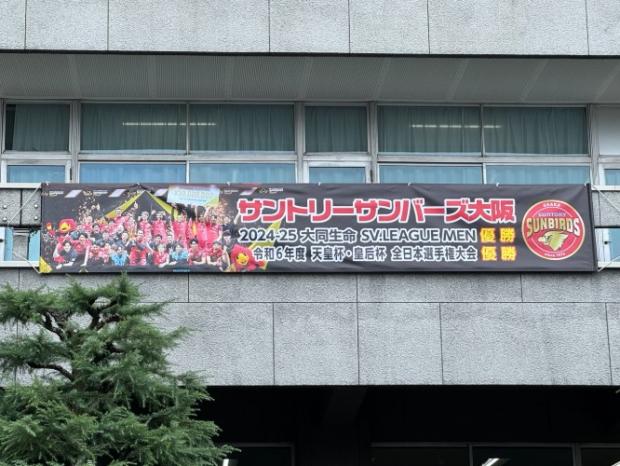 サントリーサンバーズ大阪
2024-25 大同生命 SV.LEAGUE MEN 優勝
令和6年度 天皇杯・皇后杯 全日本選手権大会 優勝
OSAKA
SUNTORY
SUNBIRDS